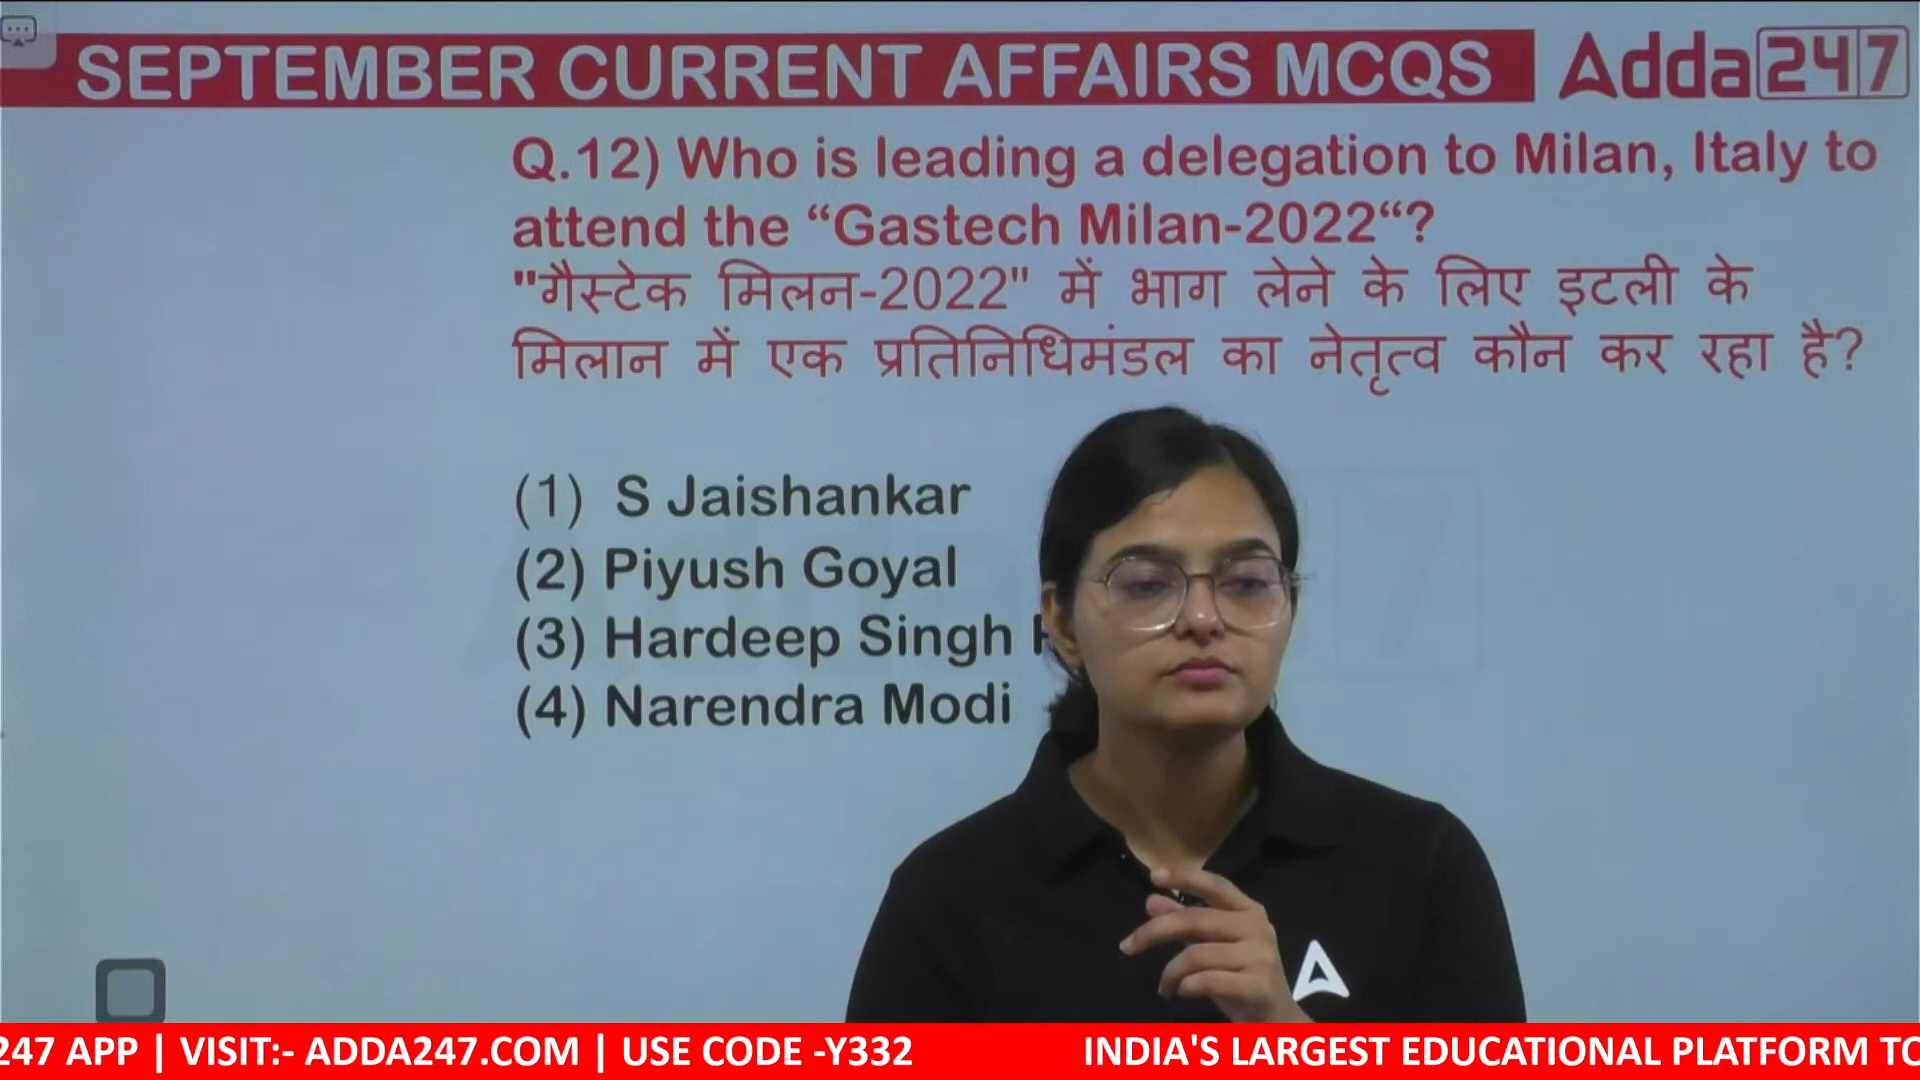 SEPTEMBER CURRENT AFFAIRS MCQS
Adda247
Q.12) Who is leading a delegation to Milan, Italy to
attend the “Gastech Milan-2022“?
"गैस्टेक मिलन-2022" में भाग लेने के लिए इटली के
मिलान में एक प्रतिनिधिमंडल का नेतृत्व कौन कर रहा है?
(1) S Jaishankar
(2) Piyush Goyal
(3) Hardeep Singh
(4) Narendra Modi
247 APP | VISIT:- ADDA247.COM | USE CODE -Y332 INDIA'S LARGEST EDUCATIONAL PLATFORM TO